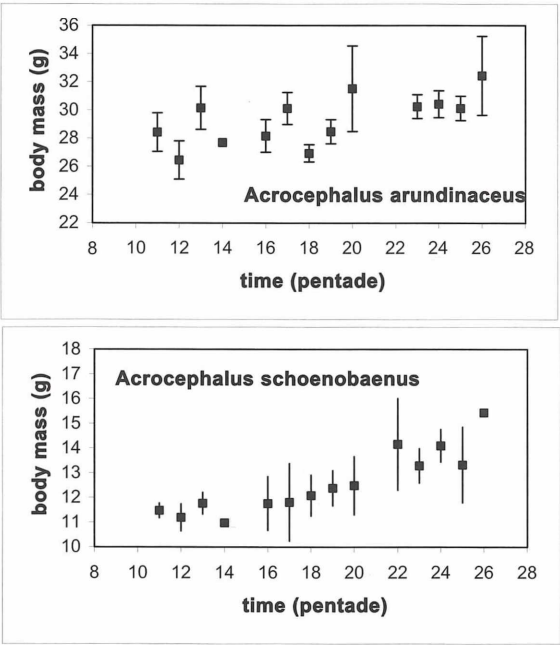 36
34
32
30
28
26
24
22
body mass (g)
Acrocephalus arundinaceus
8 10 12 14 16 18 20 22 24 26 28
time (pentade)
18
17
16
15
14
13
12
11
10
body mass (g)
Acrocephalus schoenobaenus
8 10 12 14 16 18 20 22 24 26 28
time (pentade)